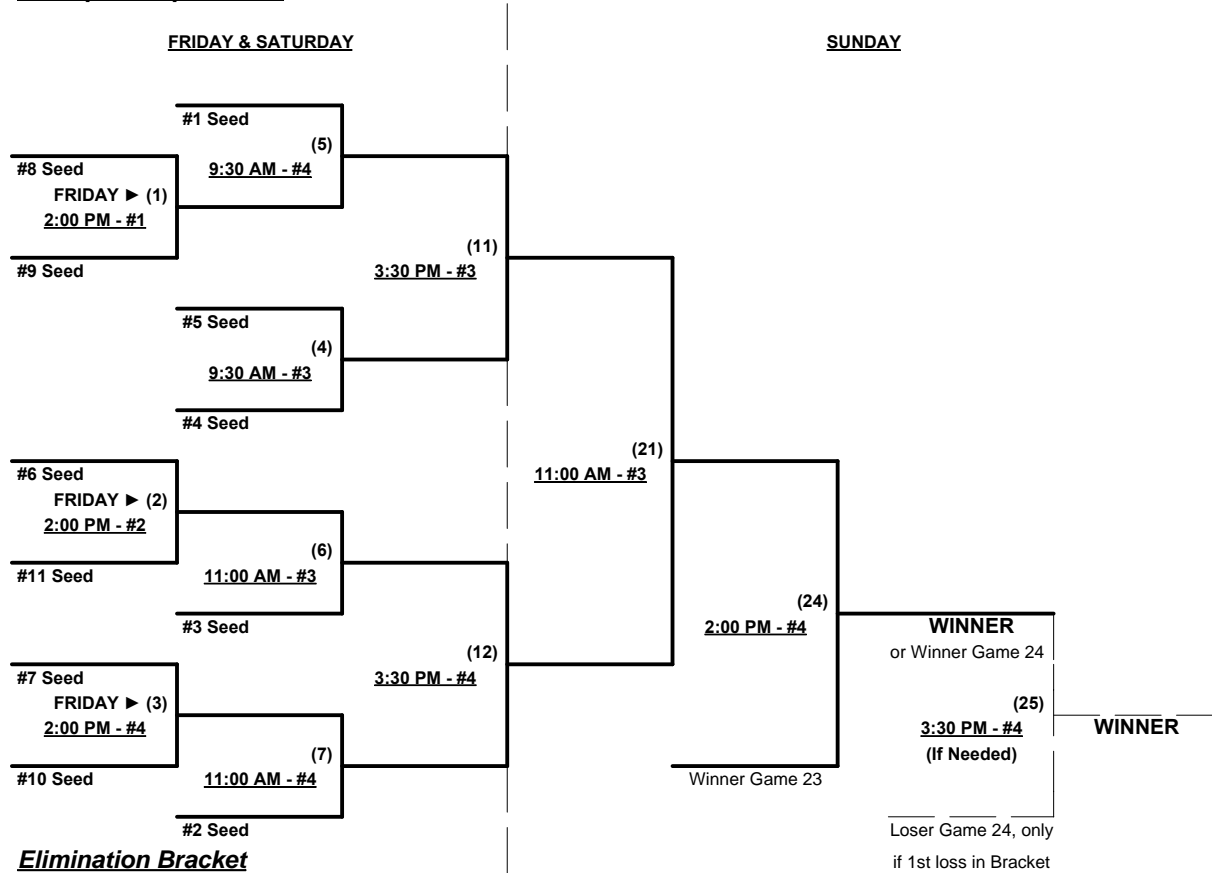 FRIDAY & SATURDAY
SUNDAY
#1 Seed
(5)
9:30 AM - #4
#8 Seed
FRIDAY ► (1)
2:00 PM - #1
#9 Seed
(11)
3:30 PM - #3
#5 Seed
(4)
9:30 AM - #3
#4 Seed
(21)
11:00 AM - #3
#6 Seed
FRIDAY ► (2)
2:00 PM - #2
#11 Seed
(6)
11:00 AM - #3
#3 Seed
(24)
2:00 PM - #4
WINNER
or Winner Game 24
(12)
3:30 PM - #4
#7 Seed
FRIDAY ► (3)
2:00 PM - #4
#10 Seed
(7)
11:00 AM - #4
#2 Seed
(25)
3:30 PM - #4
(If Needed)
WINNER
Winner Game 23
Loser Game 24, only
if 1st loss in Bracket
Elimination Bracket